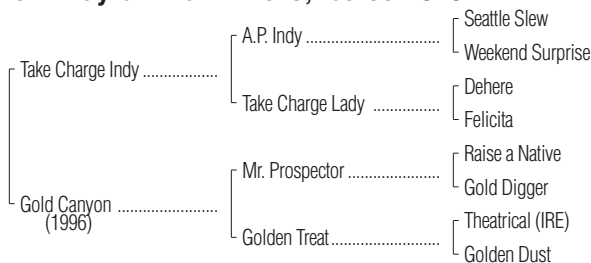 Seattle Slew
A.P. Indy
Weekend Surprise
Take Charge Indy
Dehere
Take Charge Lady
Felicita
Raise a Native
Mr. Prospector
Gold Digger
Gold Canyon
(1996)
Theatrical (IRE)
Golden Treat
Golden Dust